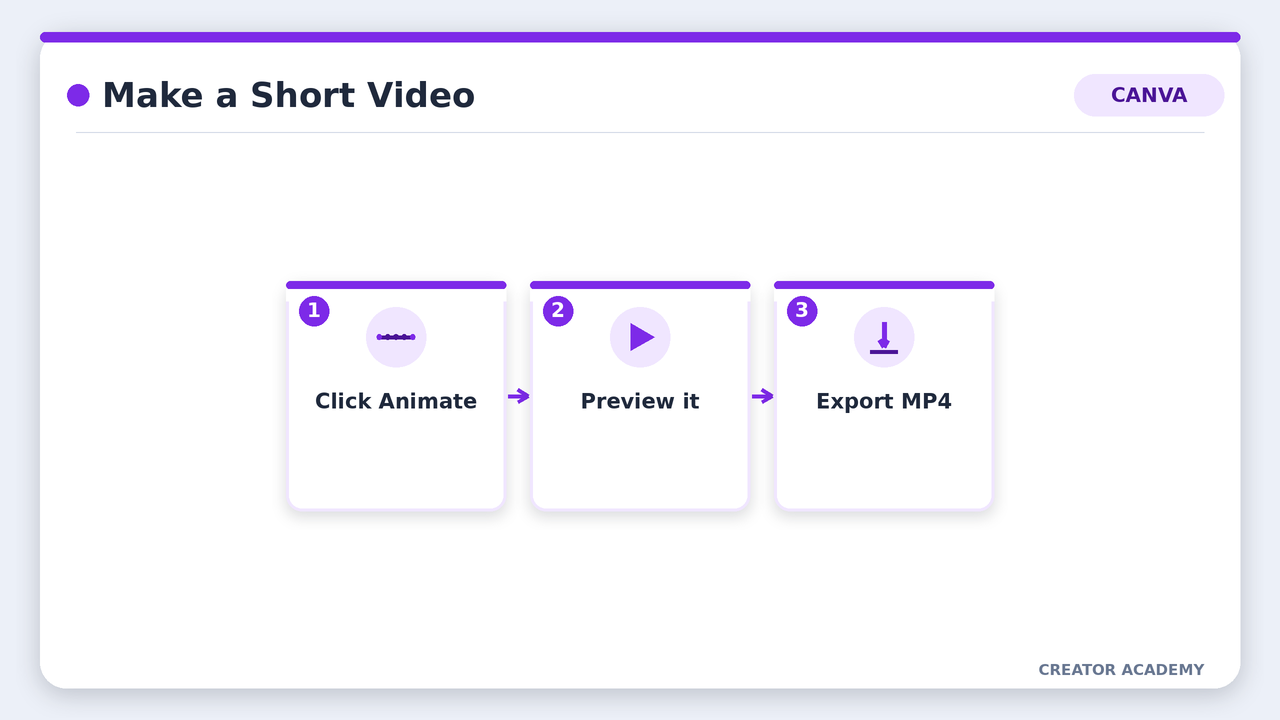 Make a Short Video
CANVA
1
2
3
Click Animate
Preview it
Export MP4
CREATOR ACADEMY